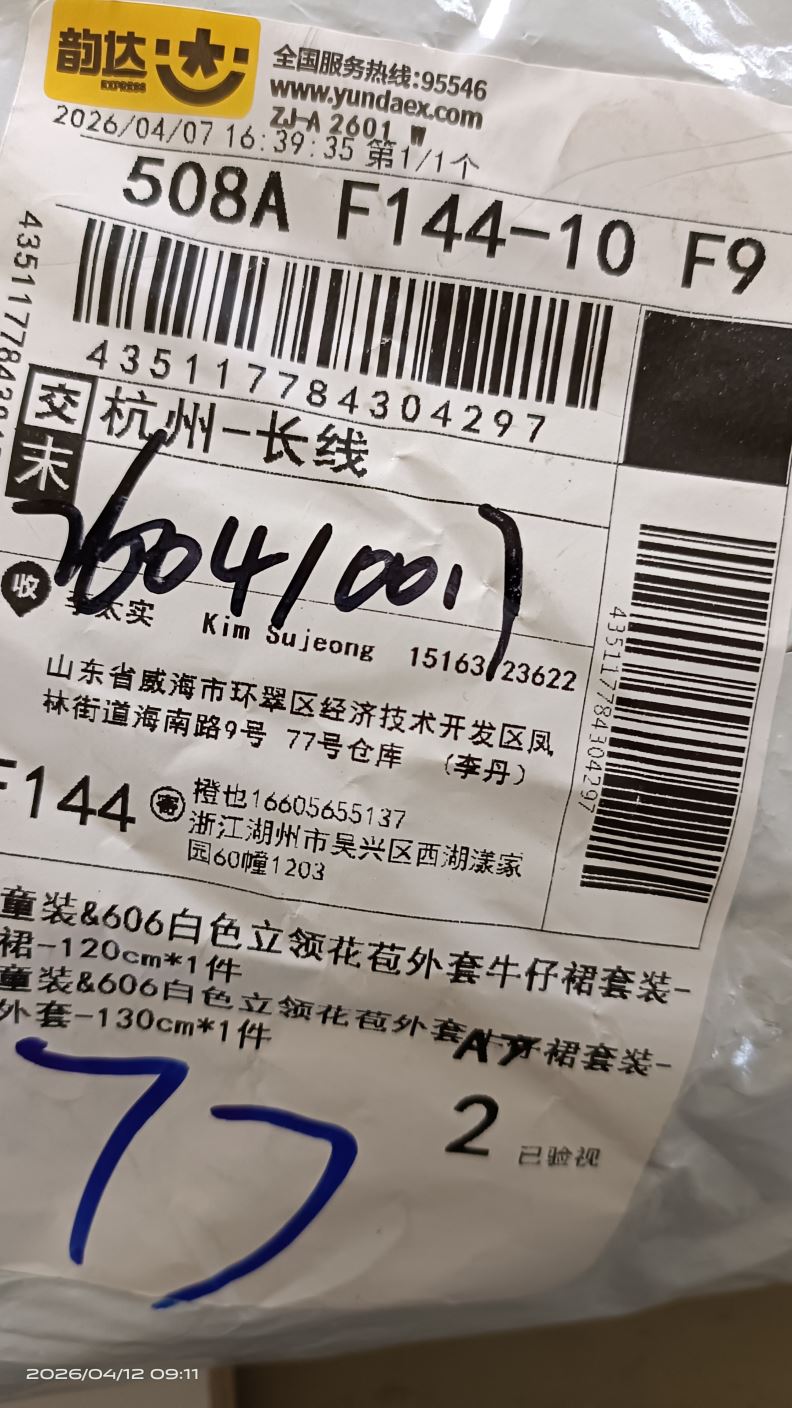 韵达
EXPRESS
全国服务热线:95546
www.yundaex.com
ZJ-A 2601 W
2026/04/07 16:39:35 第1/1个
508A F144-10 F9
435117784304297
交 杭州-长线
末
收
太实 Kim Sujeong 15163 23622
山东省威海市环翠区经济技术开发区凤
林街道海南路9号 77号仓库 (李丹)
F144
寄 橙也16605655137
浙江湖州市吴兴区西湖漾家
园60幢1203
435117784304297
童装&606白色立领花苞外套牛仔裙套装-
裙-120cm*1件
童装&606白色立领花苞外套牛仔裙套装-
外套-130cm*1件
2 已验视
77
2026/04/12 09:11